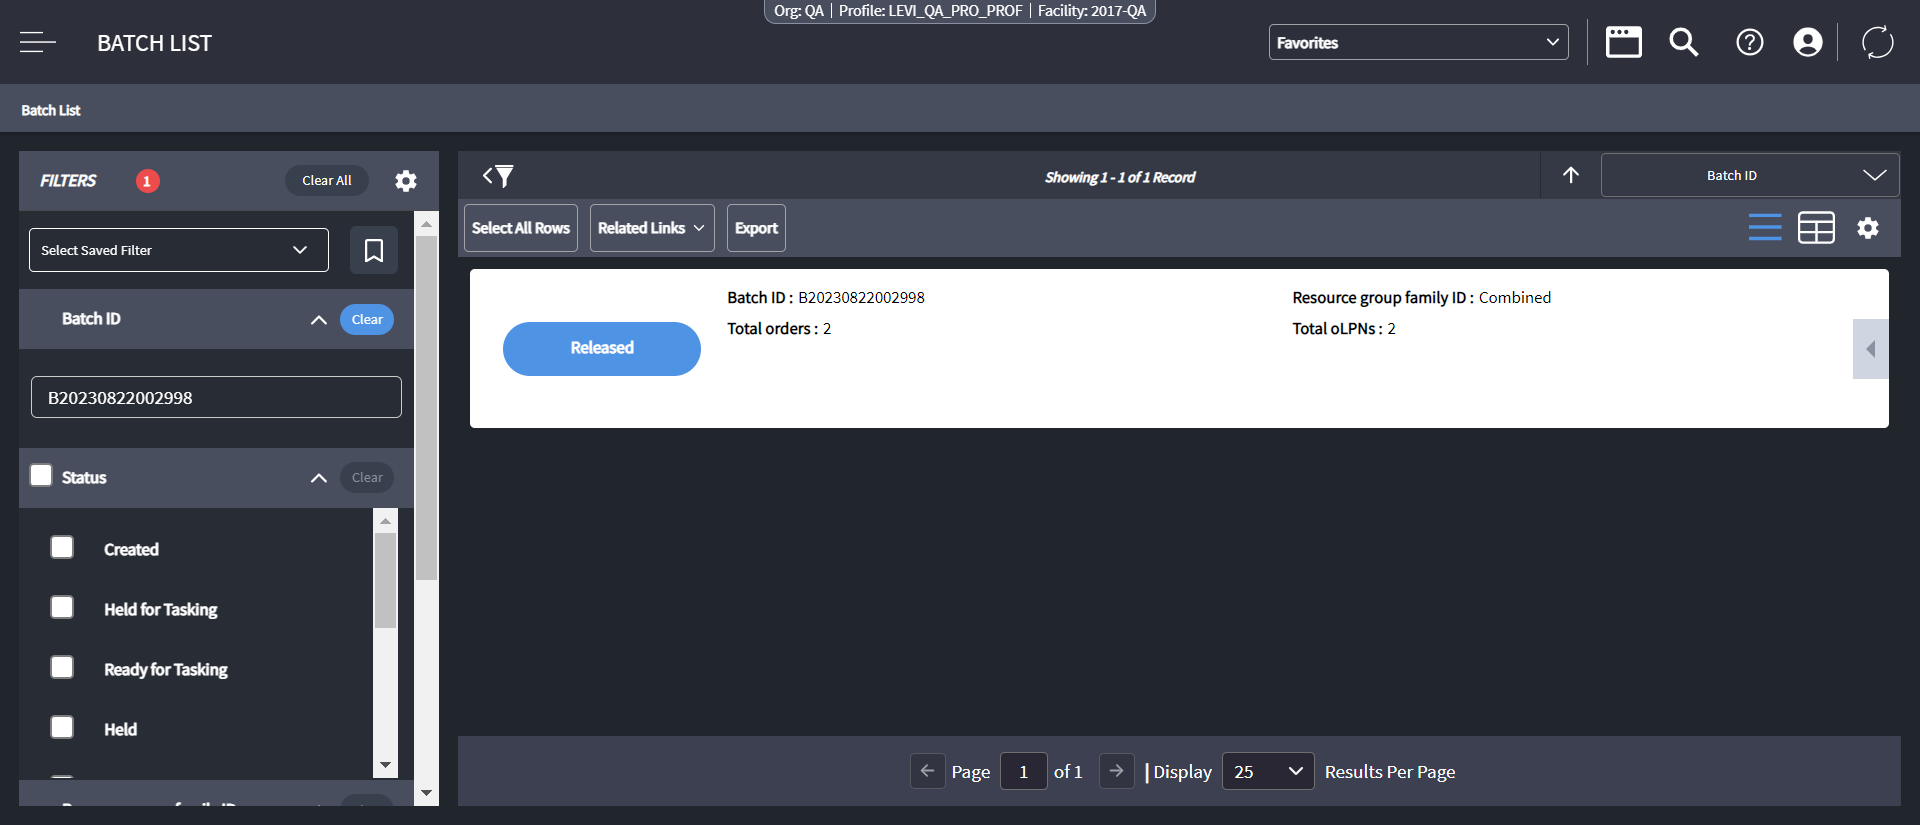 Org: QA | Profile: LEVI_QA_PRO_PROF | Facility: 2017-QA
BATCH LIST
Favorites
Batch List
FILTERS 1 Clear All
Select Saved Filter
Batch ID Clear
B20230822002998
Status Clear
Created
Held for Tasking
Ready for Tasking
Held
Showing 1 - 1 of 1 Record
Batch ID
Select All Rows Related Links Export
Released
Batch ID : B20230822002998
Total orders : 2
Resource group family ID : Combined
Total oLPNs : 2
Page 1 of 1 | Display 25 Results Per Page